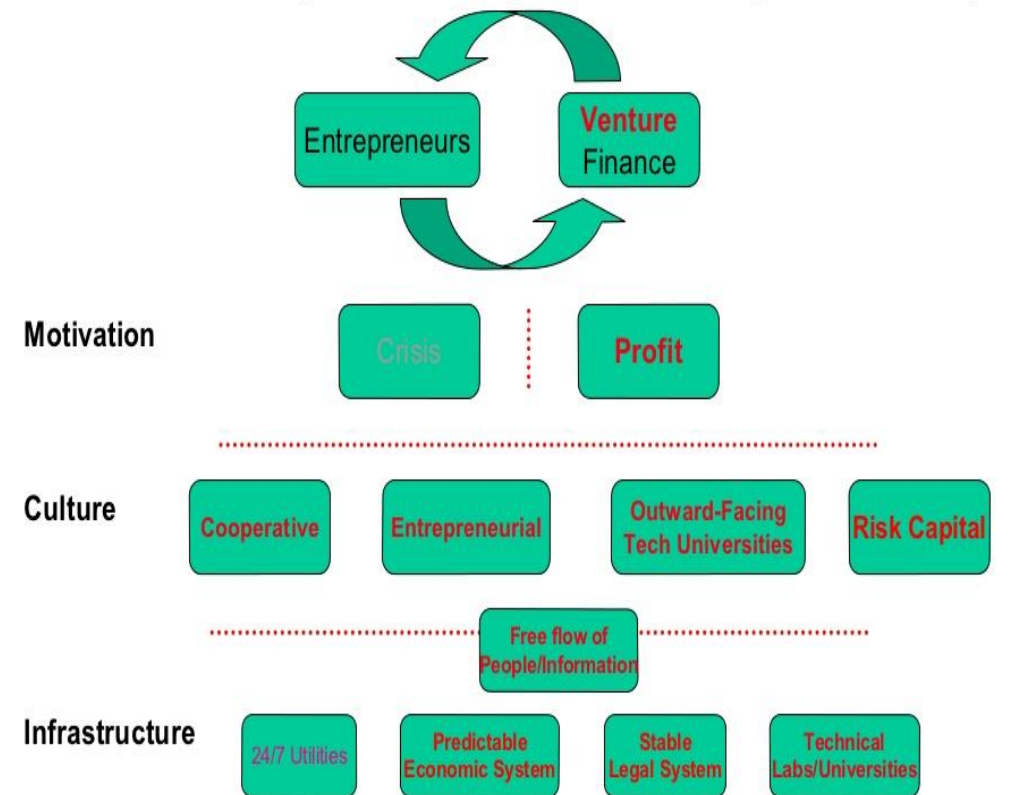 Entrepreneurs
Venture
Finance
Motivation
Crisis
Profit
Culture
Cooperative
Entrepreneurial
Outward-Facing
Tech Universities
Risk Capital
Free flow of
People/Information
Infrastructure
24/7 Utilities
Predictable
Economic System
Stable
Legal System
Technical
Labs/Universities